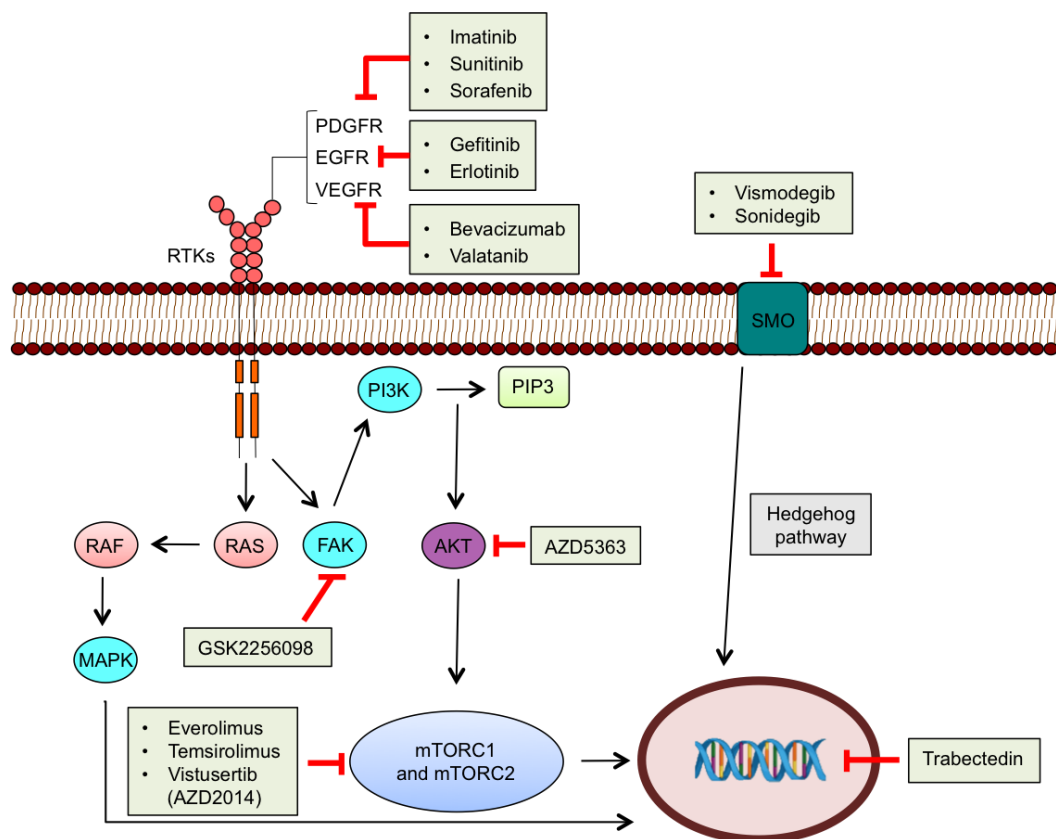 • Imatinib
• Sunitinib
• Sorafenib
PDGFR
EGFR
VEGFR
• Gefitinib
• Erlotinib
• Bevacizumab
• Valatanib
• Vismodegib
• Sonidegib
RTKs
SMO
PI3K
PIP3
Hedgehog
pathway
RAF
RAS
FAK
AKT
AZD5363
GSK2256098
MAPK
• Everolimus
• Temsirolimus
• Vistusertib
(AZD2014)
mTORC1
and mTORC2
Trabectedin